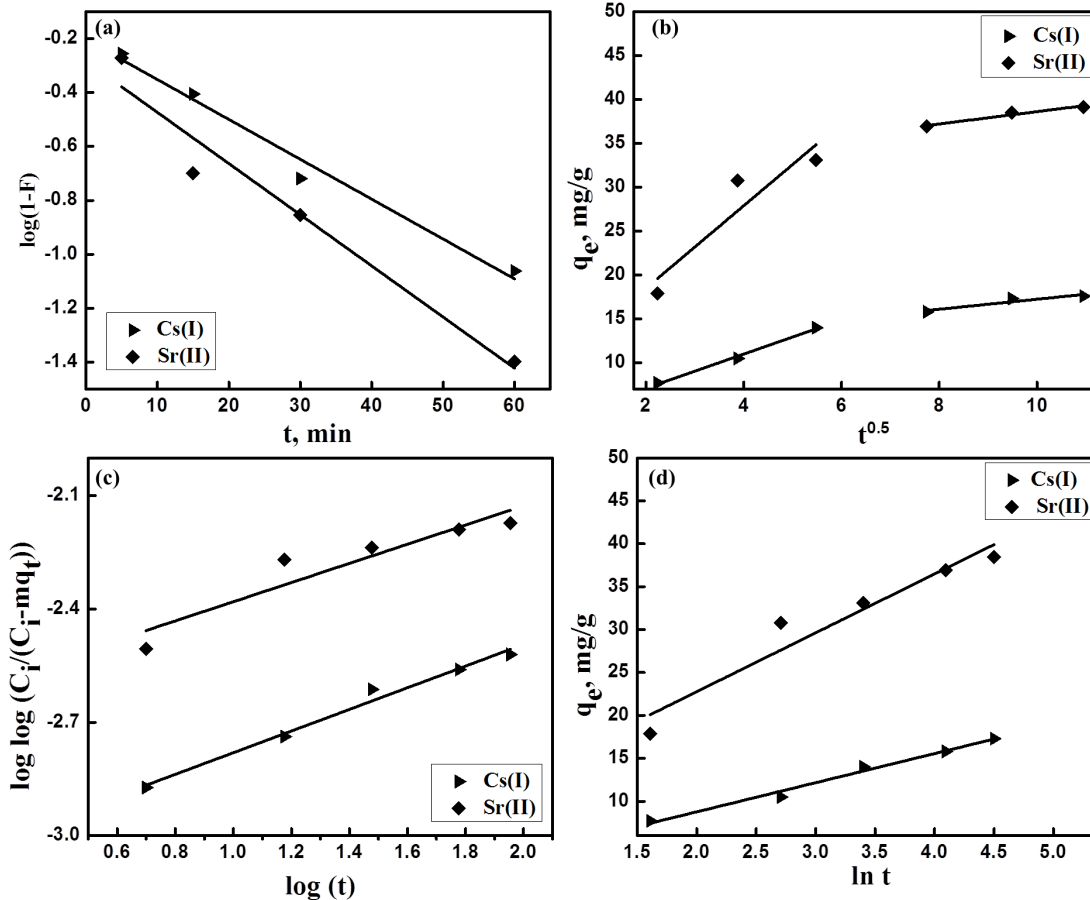 (a)
-0.2
-0.4
-0.6
-0.8
-1.0
-1.2
-1.4
log(1-F)
Cs(I)
Sr(II)
0 10 20 30 40 50 60
t, min
(b)
50
45
40
35
30
25
20
15
10
qe, mg/g
Cs(I)
Sr(II)
2 4 6 8 10
t^0.5
(c)
-2.1
-2.4
-2.7
-3.0
log log (Ci/(Ci-mqt))
Cs(I)
Sr(II)
0.6 0.8 1.0 1.2 1.4 1.6 1.8 2.0
log (t)
(d)
50
45
40
35
30
25
20
15
10
qe, mg/g
Cs(I)
Sr(II)
1.5 2.0 2.5 3.0 3.5 4.0 4.5 5.0
ln t